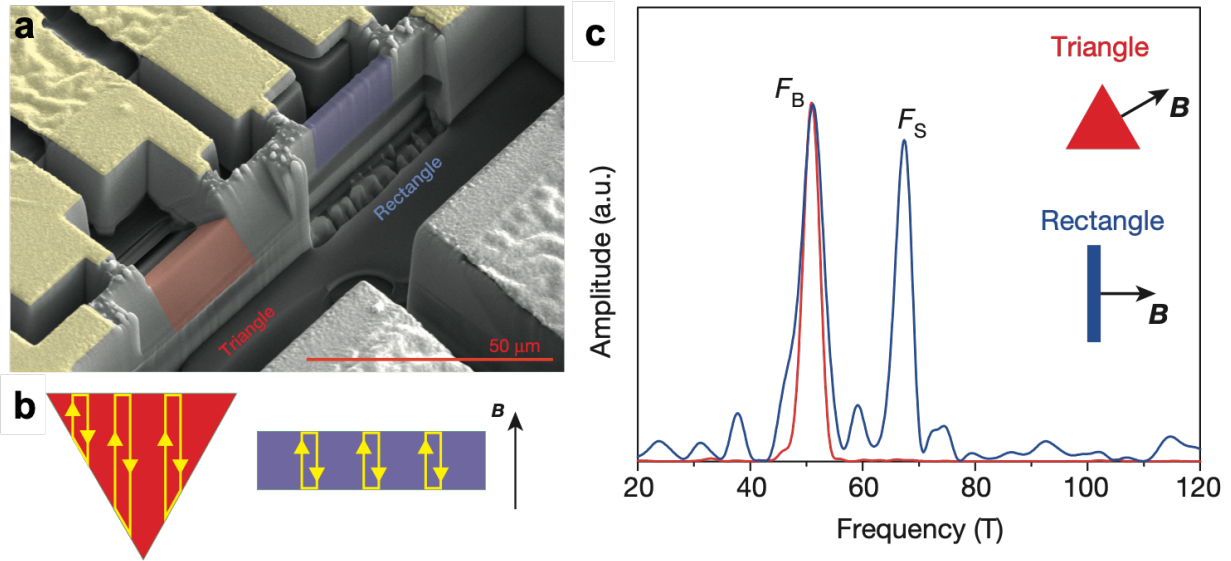 a
Rectangle
Triangle
50 μm
b
B
c
Amplitude (a.u.)
F_B
F_S
Triangle
B
Rectangle
B
20 40 60 80 100 120
Frequency (T)